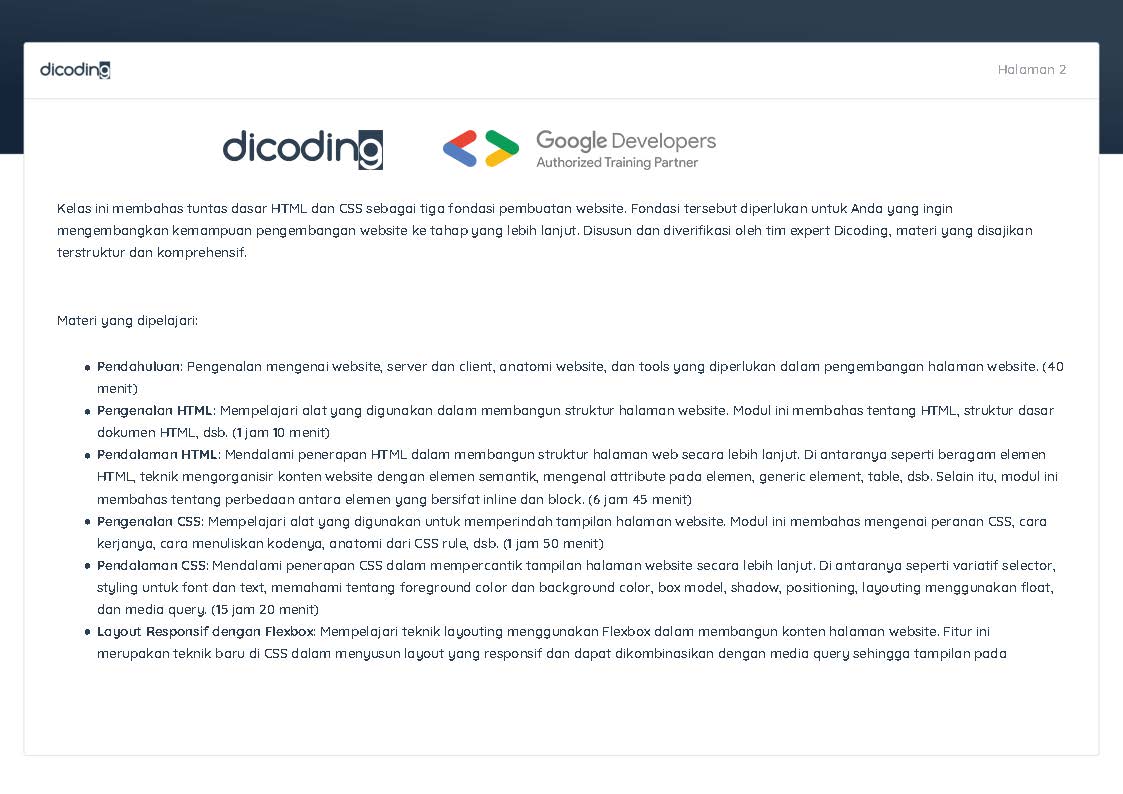 dicoding
Halaman 2
dicoding
Google Developers
Authorized Training Partner
Kelas ini membahas tuntas dasar HTML dan CSS sebagai tiga fondasi pembuatan website. Fondasi tersebut diperlukan untuk Anda yang ingin
mengembangkan kemampuan pengembangan website ke tahap yang lebih lanjut. Disusun dan diverifikasi oleh tim expert Dicoding, materi yang disajikan
terstruktur dan komprehensif.
Materi yang dipelajari:
• Pendahuluan: Pengenalan mengenai website, server dan client, anatomi website, dan tools yang diperlukan dalam pengembangan halaman website. (40
menit)
• Pengenalan HTML: Mempelajari alat yang digunakan dalam membangun struktur halaman website. Modul ini membahas tentang HTML, struktur dasar
dokumen HTML, dsb. (1 jam 10 menit)
• Pendalaman HTML: Mendalami penerapan HTML dalam membangun struktur halaman web secara lebih lanjut. Di antaranya seperti beragam elemen
HTML, teknik mengorganisir konten website dengan elemen semantik, mengenal attribute pada elemen, generic element, table, dsb. Selain itu, modul ini
membahas tentang perbedaan antara elemen yang bersifat inline dan block. (6 jam 45 menit)
• Pengenalan CSS: Mempelajari alat yang digunakan untuk memperindah tampilan halaman website. Modul ini membahas mengenai peranan CSS, cara
kerjanya, cara menuliskan kodenya, anatomi dari CSS rule, dsb. (1 jam 50 menit)
• Pendalaman CSS: Mendalami penerapan CSS dalam mempercantik tampilan halaman website secara lebih lanjut. Di antaranya seperti variatif selector,
styling untuk font dan text, memahami tentang foreground color dan background color, box model, shadow, positioning, layouting menggunakan float,
dan media query. (15 jam 20 menit)
• Layout Responsif dengan Flexbox: Mempelajari teknik layouting menggunakan Flexbox dalam membangun konten halaman website. Fitur ini
merupakan teknik baru di CSS dalam menyusun layout yang responsif dan dapat dikombinasikan dengan media query sehingga tampilan pada